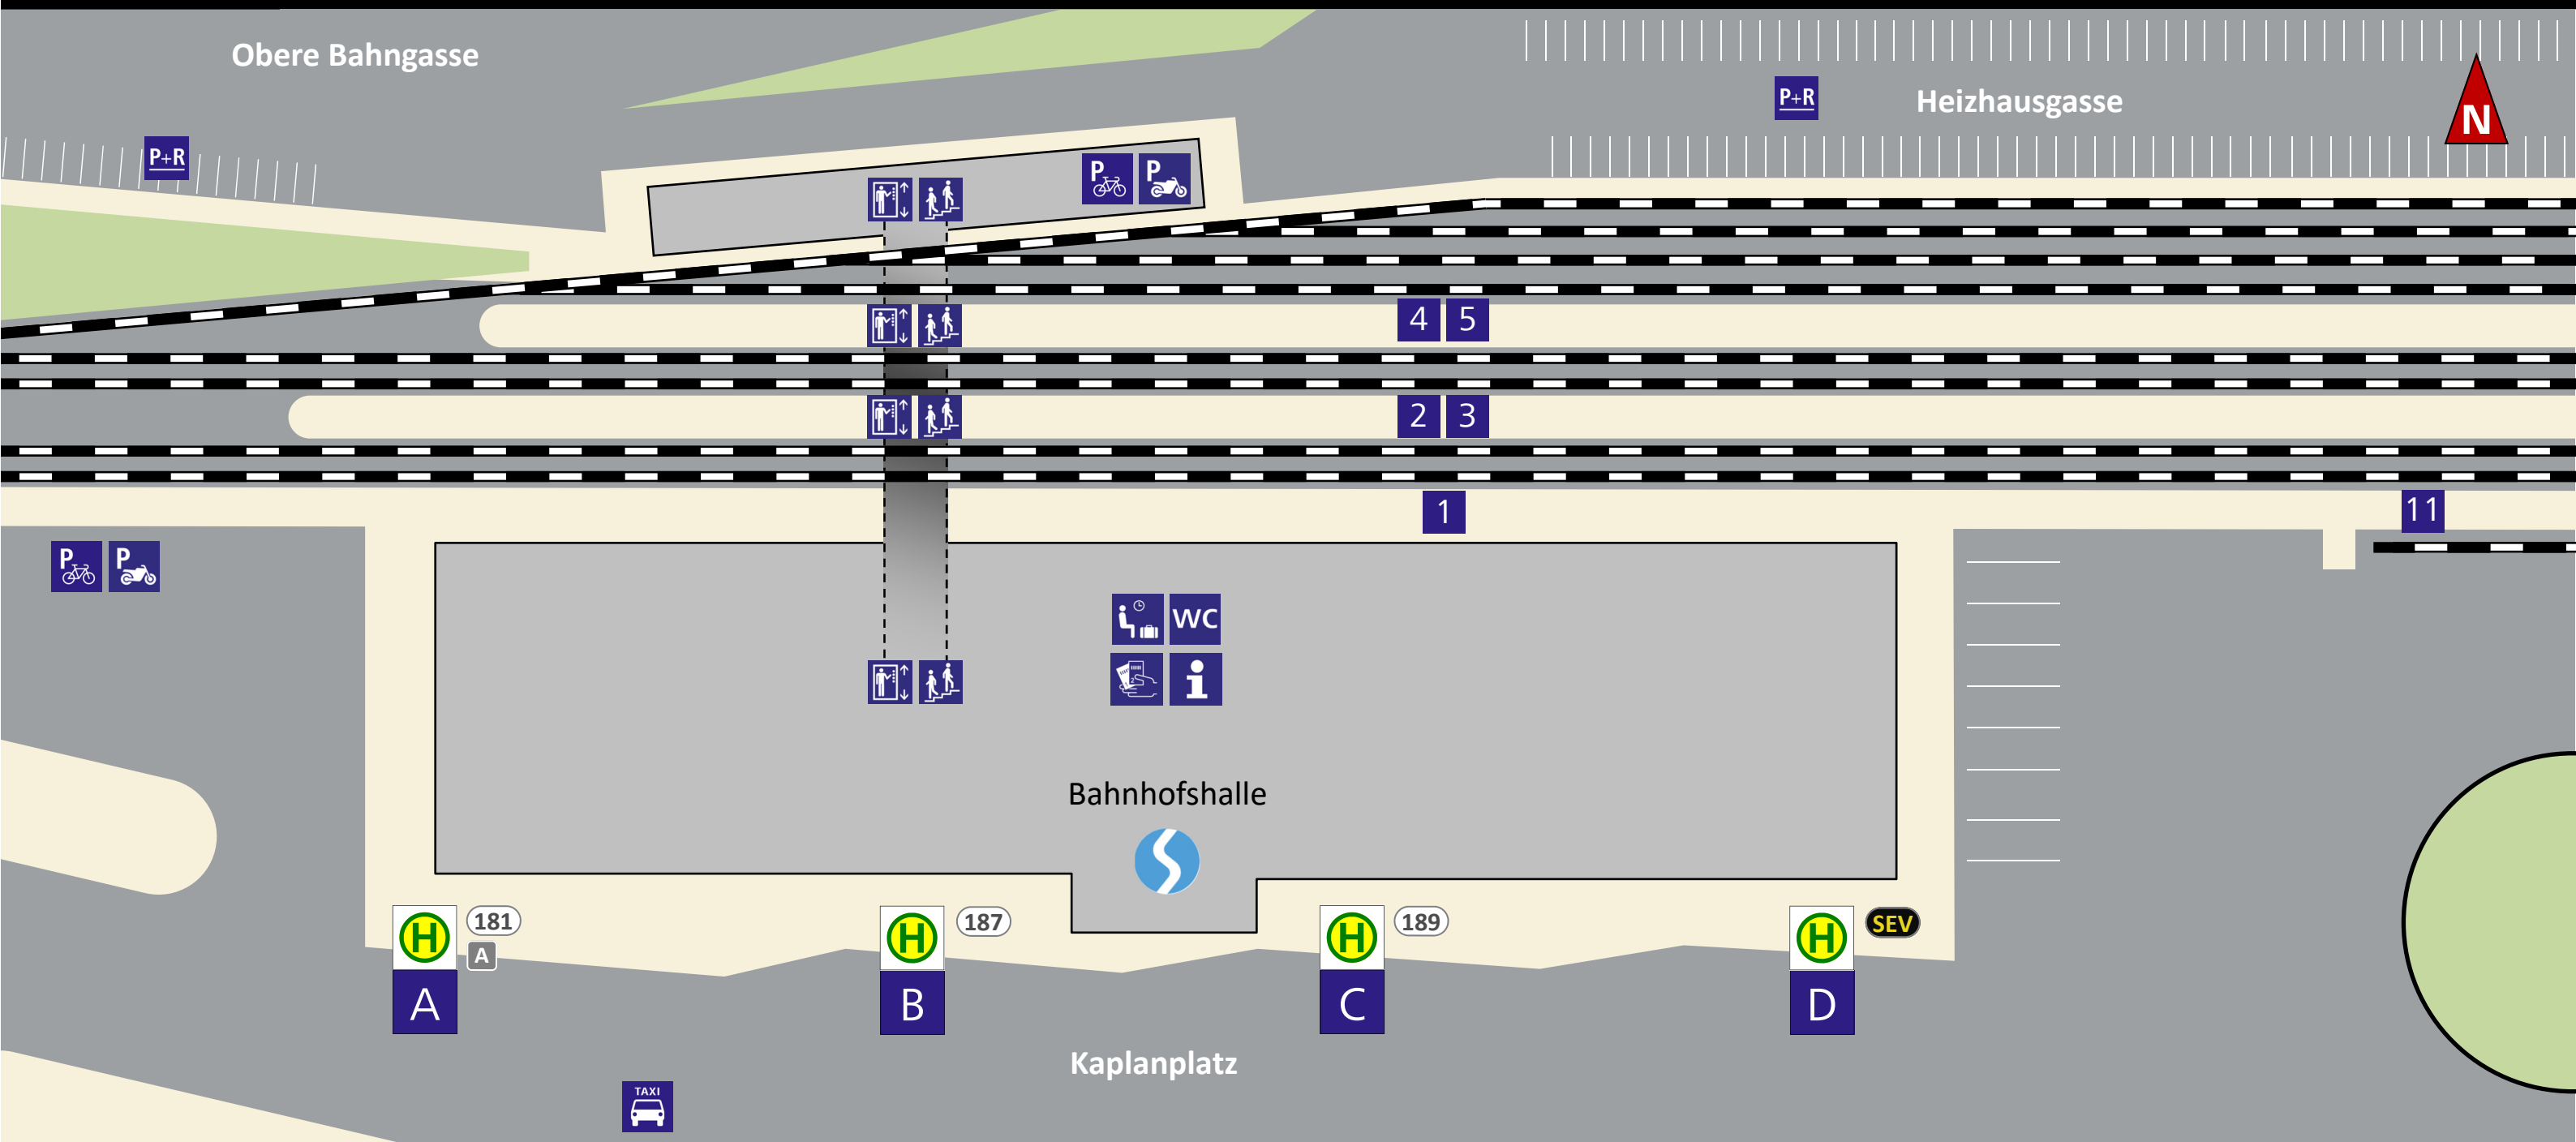 Obere Bahngasse
P+R
Heizhausgasse
N
P+R
P P
4 5
2 3
1
11
P P
WC
Bahnhofshalle
H 181
A
A
H 187
B
H 189
C
H SEV
D
Kaplanplatz
TAXI